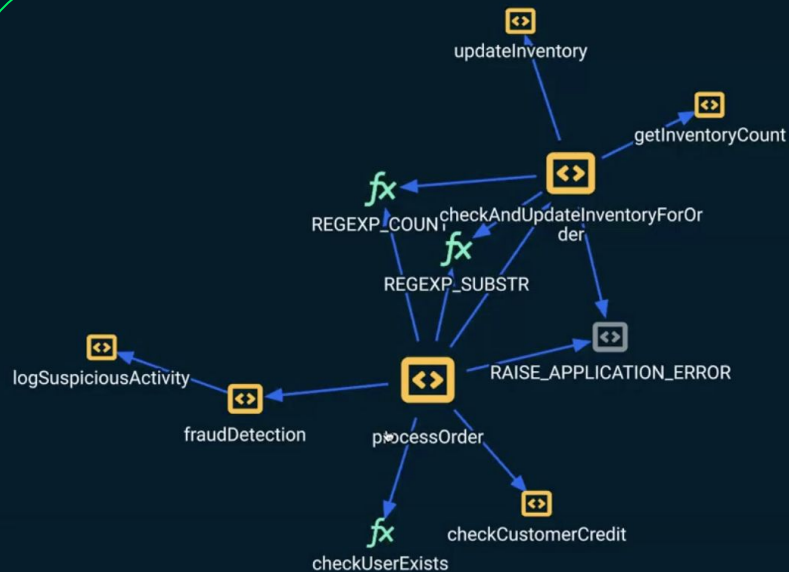 updateInventory
getInventoryCount
REGEXP_COUNT
checkAndUpdateInventoryForOr
der
REGEXP_SUBSTR
RAISE_APPLICATION_ERROR
logSuspiciousActivity
fraudDetection
processOrder
checkCustomerCredit
checkUserExists